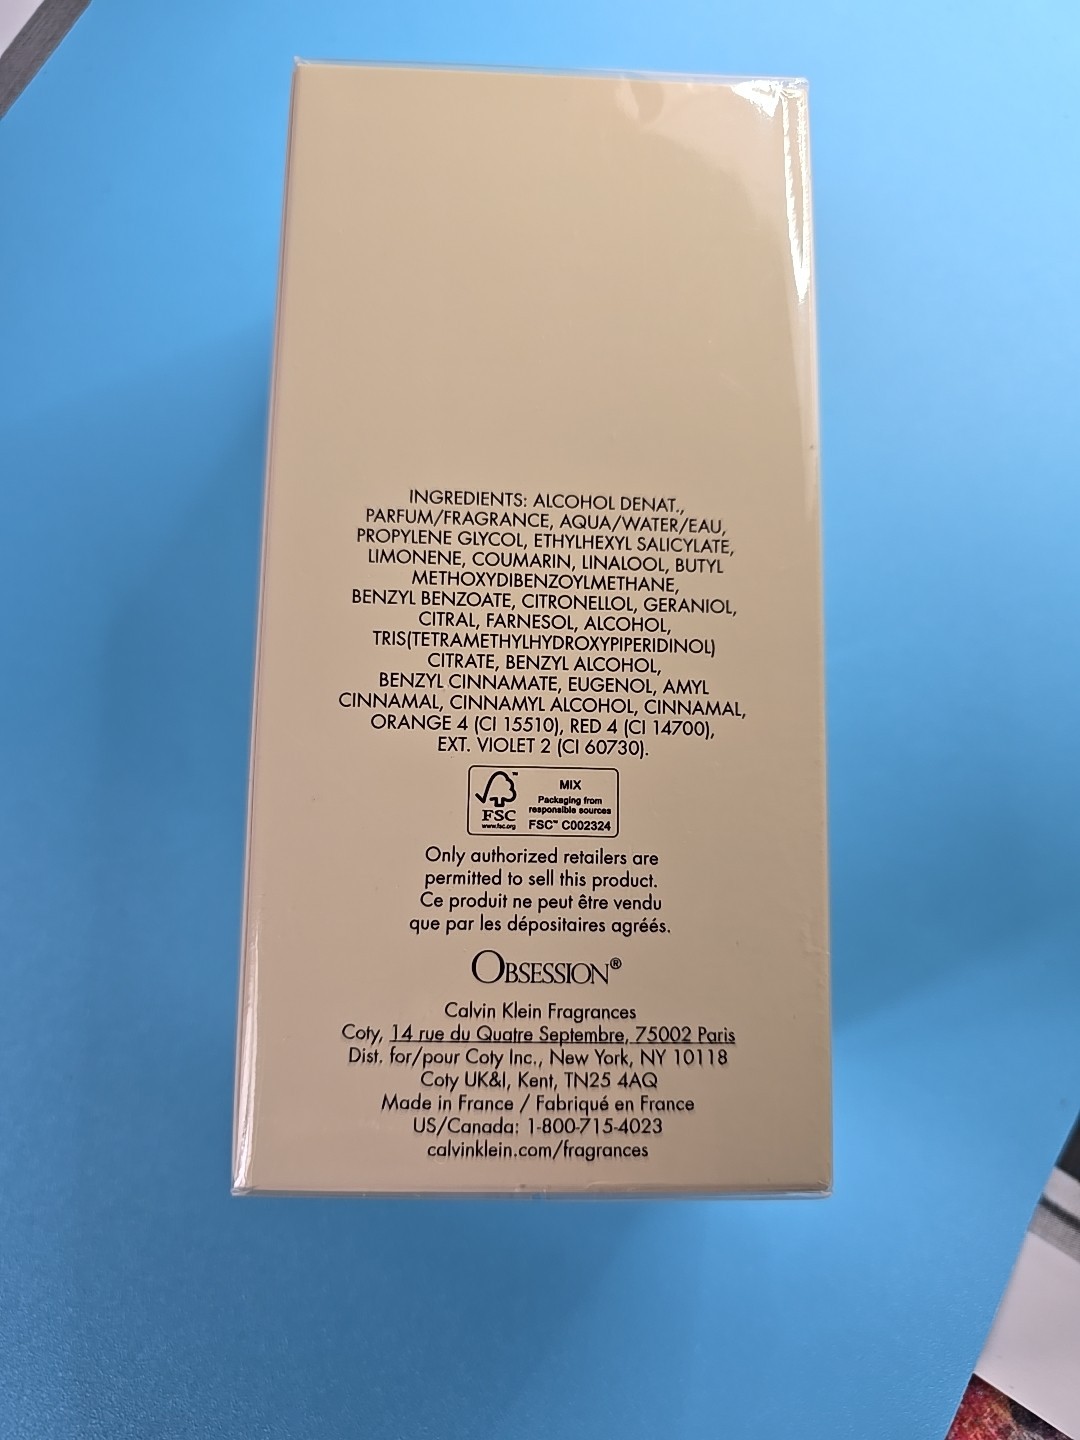 INGREDIENTS: ALCOHOL DENAT.,
PARFUM/FRAGRANCE, AQUA/WATER/EAU,
PROPYLENE GLYCOL, ETHYLHEXYL SALICYLATE,
LIMONENE, COUMARIN, LINALOOL, BUTYL
METHOXYDIBENZOYLMETHANE,
BENZYL BENZOATE, CITRONELLOL, GERANIOL,
CITRAL, FARNESOL, ALCOHOL,
TRIS(TETRAMETHYLHYDROXYPIPERIDINOL)
CITRATE, BENZYL ALCOHOL,
BENZYL CINNAMATE, EUGENOL, AMYL
CINNAMAL, CINNAMYL ALCOHOL, CINNAMAL,
ORANGE 4 (CI 15510), RED 4 (CI 14700),
EXT. VIOLET 2 (CI 60730).
FSC
www.fsc.org
MIX
Packaging from
responsible sources
FSC™ C002324
Only authorized retailers are
permitted to sell this product.
Ce produit ne peut être vendu
que par les dépositaires agréés.
OBSESSION®
Calvin Klein Fragrances
Coty, 14 rue du Quatre Septembre, 75002 Paris
Dist. for/pour Coty Inc., New York, NY 10118
Coty UK&I, Kent, TN25 4AQ
Made in France / Fabriqué en France
US/Canada: 1-800-715-4023
calvinklein.com/fragrances